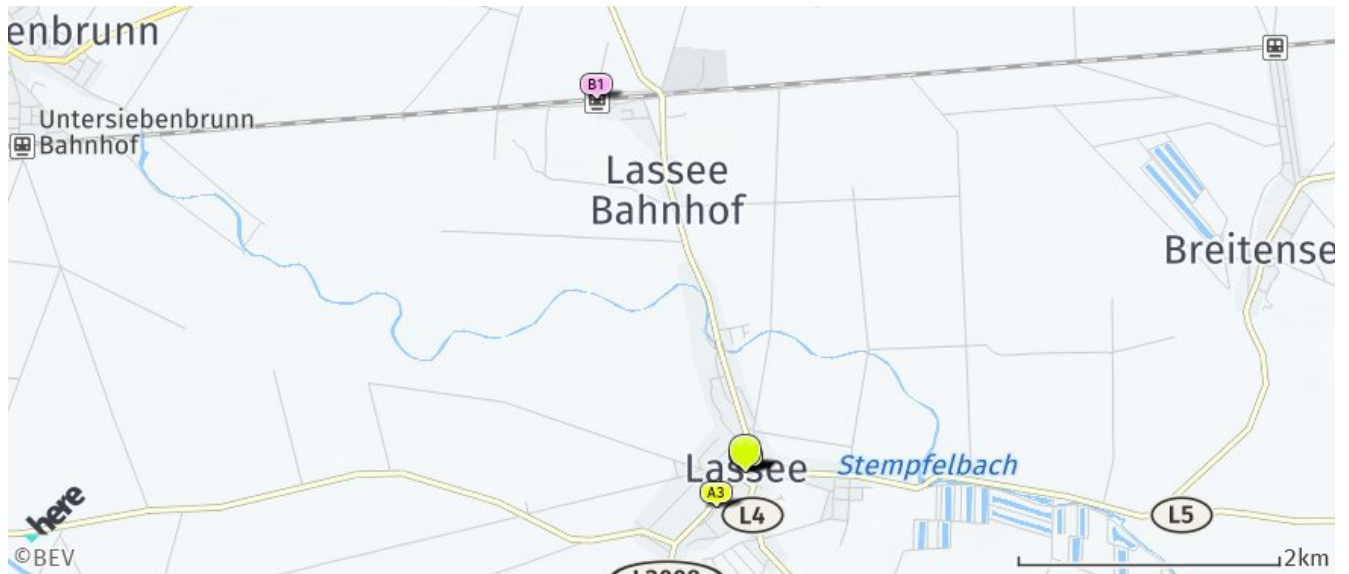 enbrunn
B1
Untersiebenbrunn
Bahnhof
Lassee
Bahnhof
Breitense
Lassee
Stempfelbach
A3
L4
L5
here
©BEV
2km